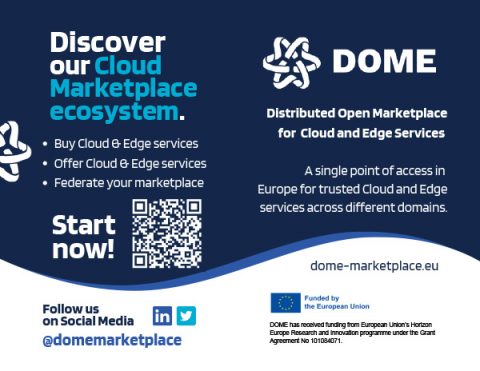 Discover
our Cloud
Marketplace
ecosystem.
• Buy Cloud & Edge services
• Offer Cloud & Edge services
• Federate your marketplace
Start
now!
DOME
Distributed Open Marketplace
for Cloud and Edge Services
A single point of access in
Europe for trusted Cloud and Edge
services across different domains.
dome-marketplace.eu
Follow us
on Social Media
in
@domemarketplace
Funded by
the European Union
DOME has received funding from European Union's Horizon
Europe Research and Innovation programme under the Grant
Agreement No 101084071.